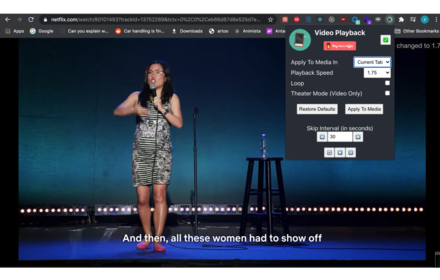 netflix.com/watch/80101493?trackId=13752289&tctx=0%2C0%2Ceb66d87d8e525d7e...
Apps
Google
Can you explain w...
Car handling is fin...
Downloads
artoo
Animista
Other Bookmarks
Video Playback
changed to 1.7
Apply To Media In
Current Tab
Playback Speed
1.75
Loop
Theater Mode (Video Only)
Restore Defaults
Apply To Media
Skip Interval (in seconds)
30
And then, all these women had to show off